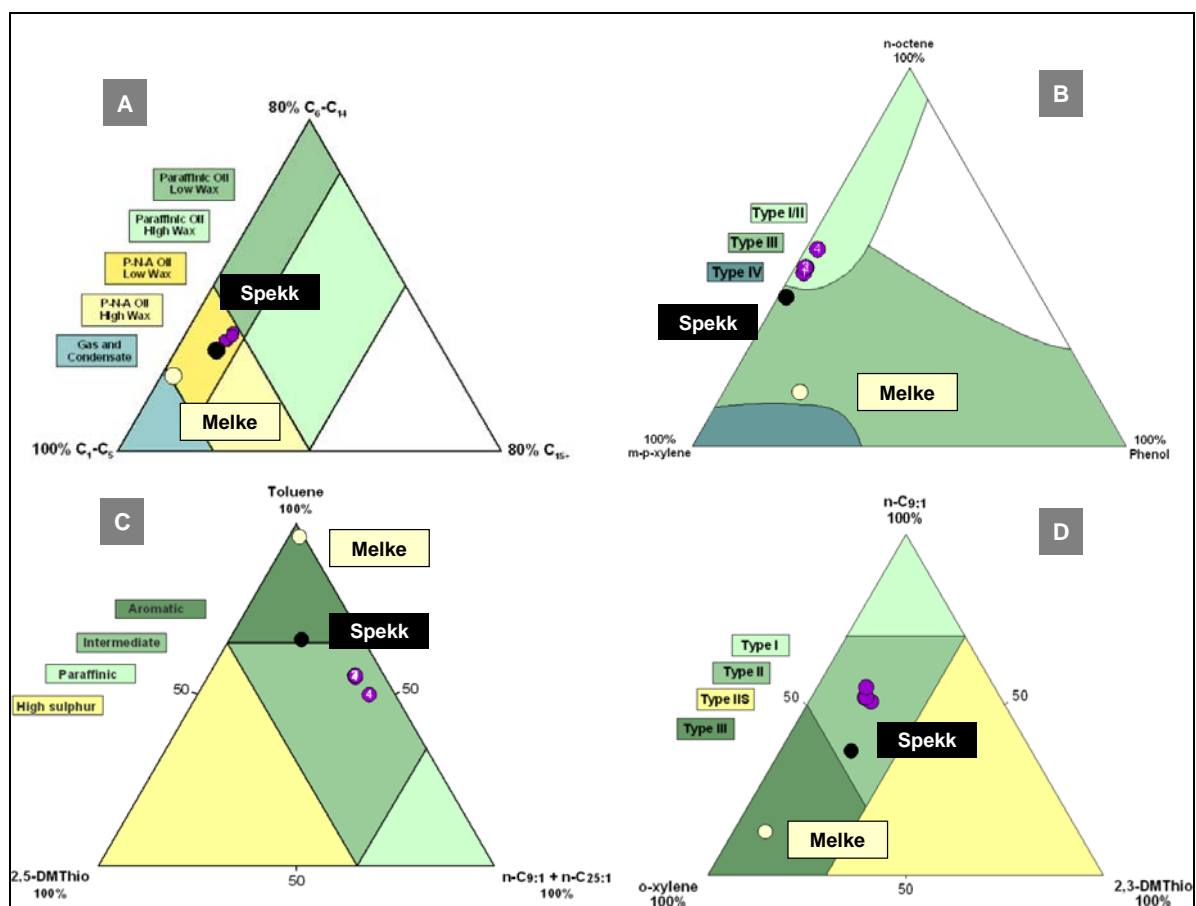 A
80% C₆-C₁₄
Paraffinic Oil
Low Wax
Paraffinic Oil
High Wax
P-N-A Oil
Low Wax
P-N-A Oil
High Wax
Gas and
Condensate
Spekk
Melke
100% C₁-C₅
80% C₁₅₊
B
n-octene
100%
Type I/II
Type III
Type IV
4
Spekk
Melke
100%
m-p-xylene
100%
Phenol
C
Toluene
100%
Melke
Aromatic
Intermediate
Paraffinic
High sulphur
Spekk
50
50
4
2,5-DMThio
100%
50
n-C₉:₁ + n-C₂₅:₁
100%
D
n-C₉:₁
100%
Type I
Type II
Type IIS
Type III
50
50
Spekk
Melke
o-xylene
100%
50
2,3-DMThio
100%